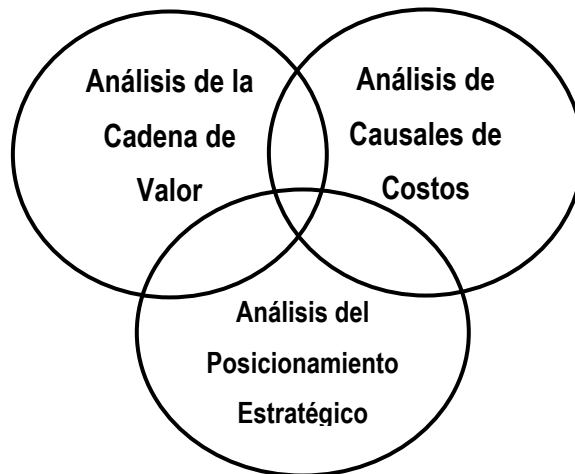 Análisis de la
Cadena de
Valor
Análisis de
Causales de
Costos
Análisis del
Posicionamiento
Estratégico